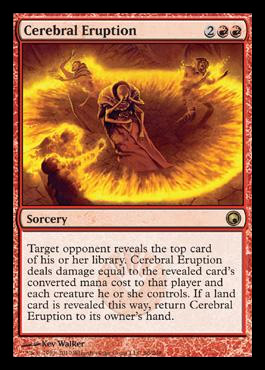 Cerebral Eruption
2
Sorcery
Target opponent reveals the top card
of his or her library. Cerebral Eruption
deals damage equal to the revealed card's
converted mana cost to that player and
each creature he or she controls. If a land
card is revealed this way, return Cerebral
Eruption to its owner's hand.
Kev Walker